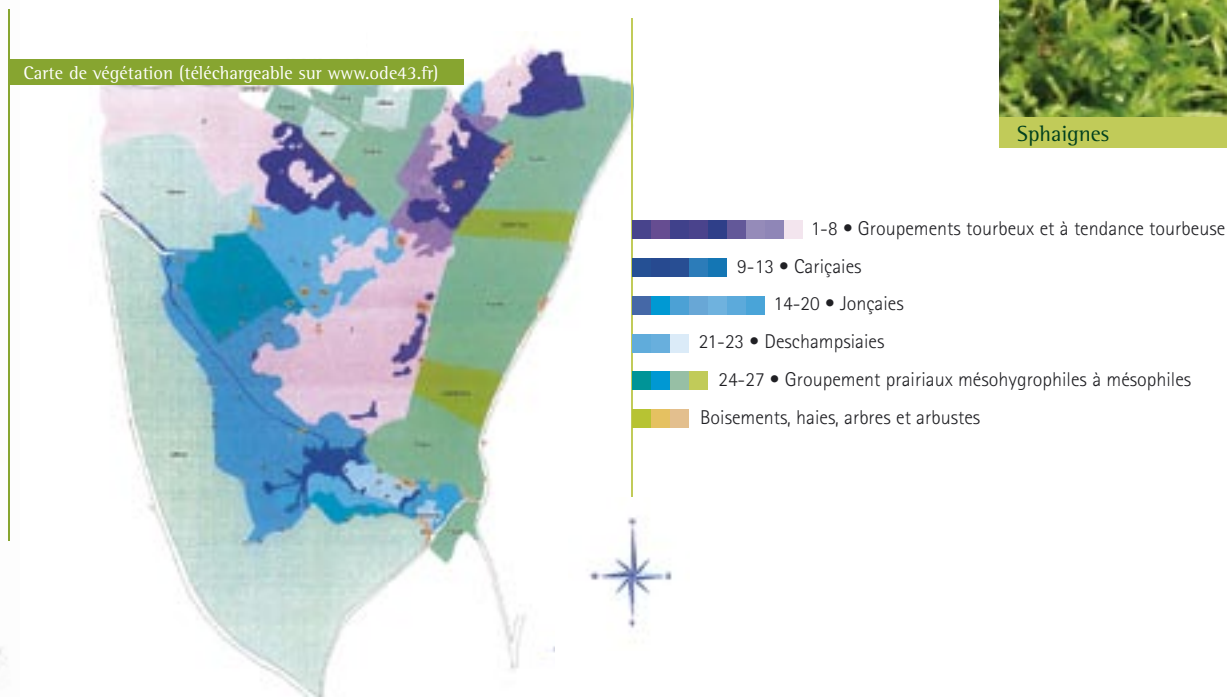 Carte de végétation (téléchargeable sur www.ode43.fr)
Sphaignes
1-8 • Groupements tourbeux et à tendance tourbeuse
9-13 • Cariçaies
14-20 • Jonçaies
21-23 • Deschampsiaies
24-27 • Groupement prairiaux mésohygrophiles à mésophiles
Boisements, haies, arbres et arbustes